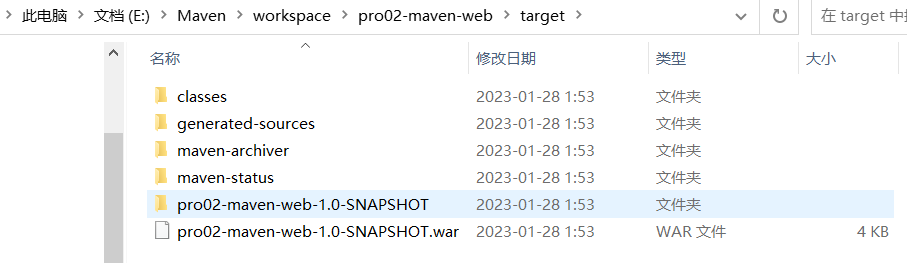 此电脑 > 文档 (E:) > Maven > workspace > pro02-maven-web > target >
在 target 中
名称 修改日期 类型 大小
classes 2023-01-28 1:53 文件夹
generated-sources 2023-01-28 1:53 文件夹
maven-archiver 2023-01-28 1:53 文件夹
maven-status 2023-01-28 1:53 文件夹
pro02-maven-web-1.0-SNAPSHOT 2023-01-28 1:53 文件夹
pro02-maven-web-1.0-SNAPSHOT.war 2023-01-28 1:53 WAR 文件 4 KB